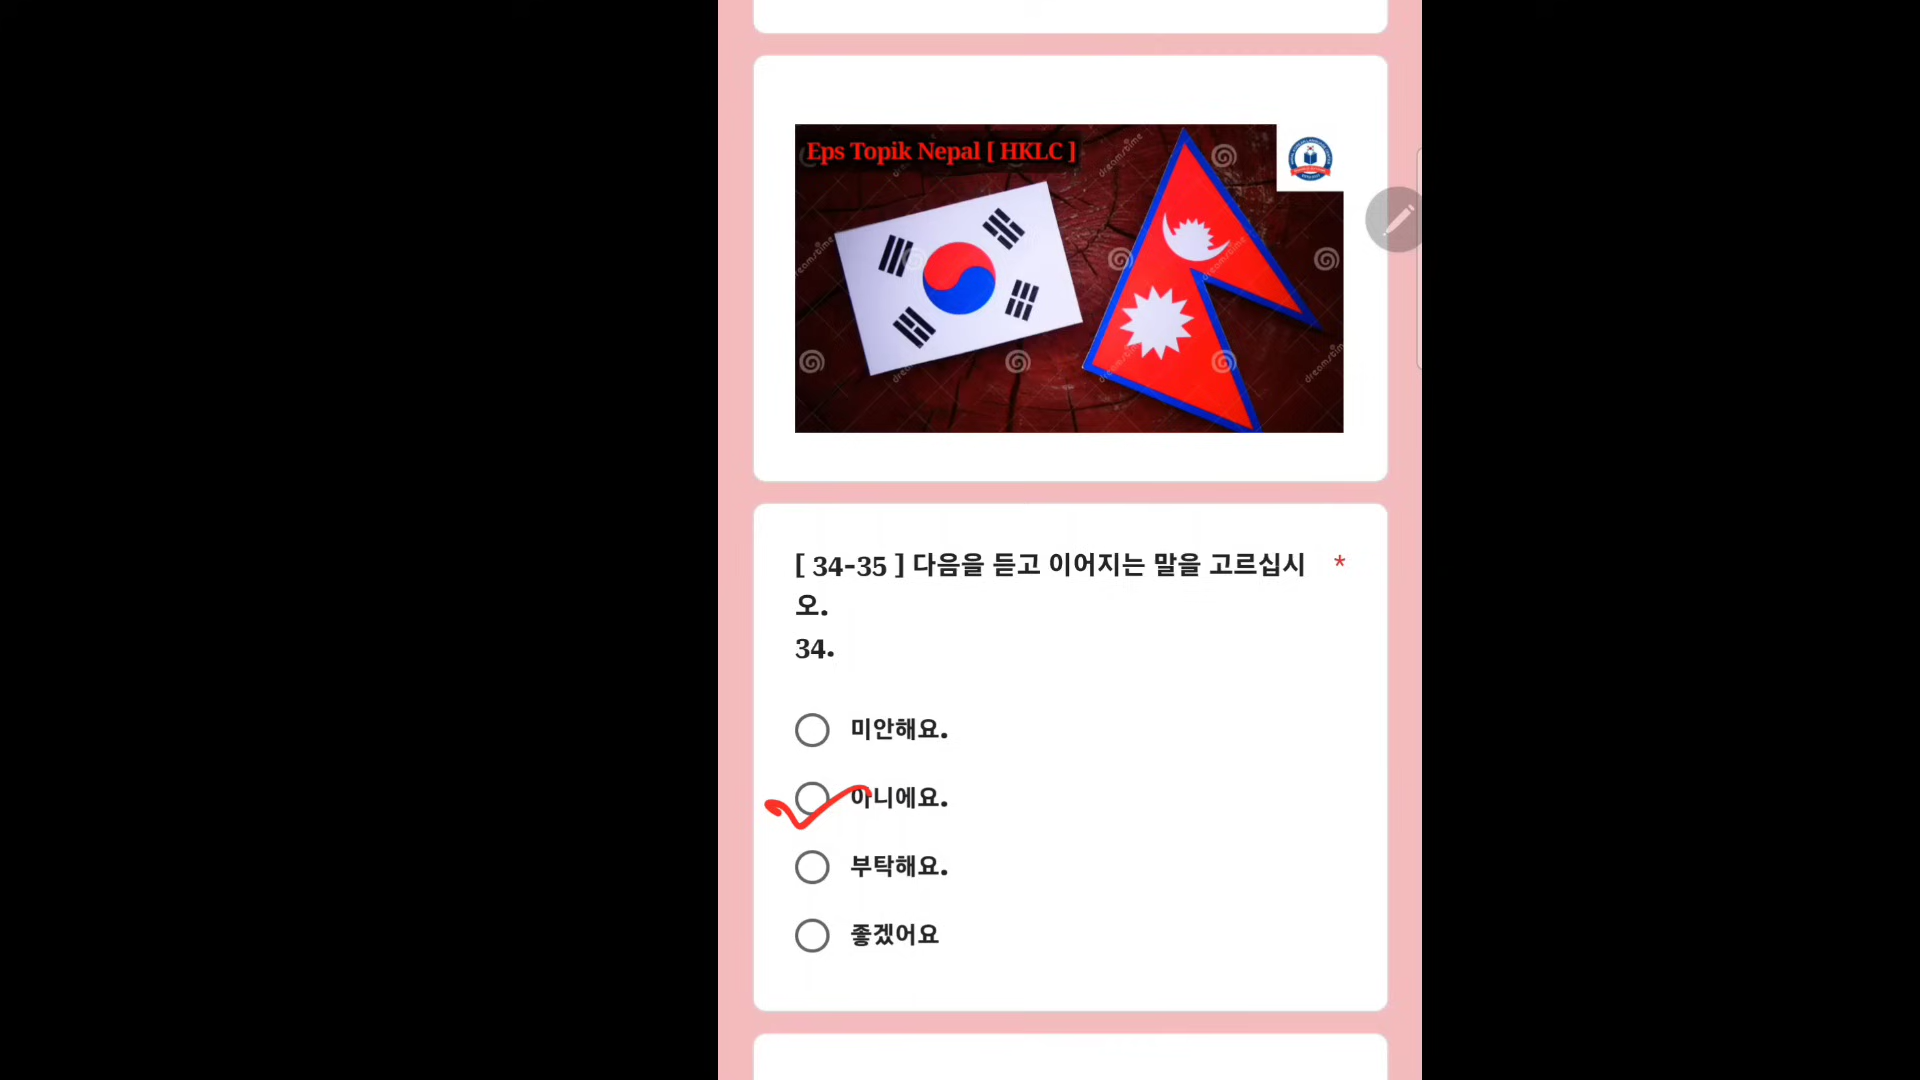 Eps Topik Nepal [ HKLC ]
[ 34-35 ] 다음을 듣고 이어지는 말을 고르십시 *
오.
34.
미안해요.
아니에요.
부탁해요.
좋겠어요